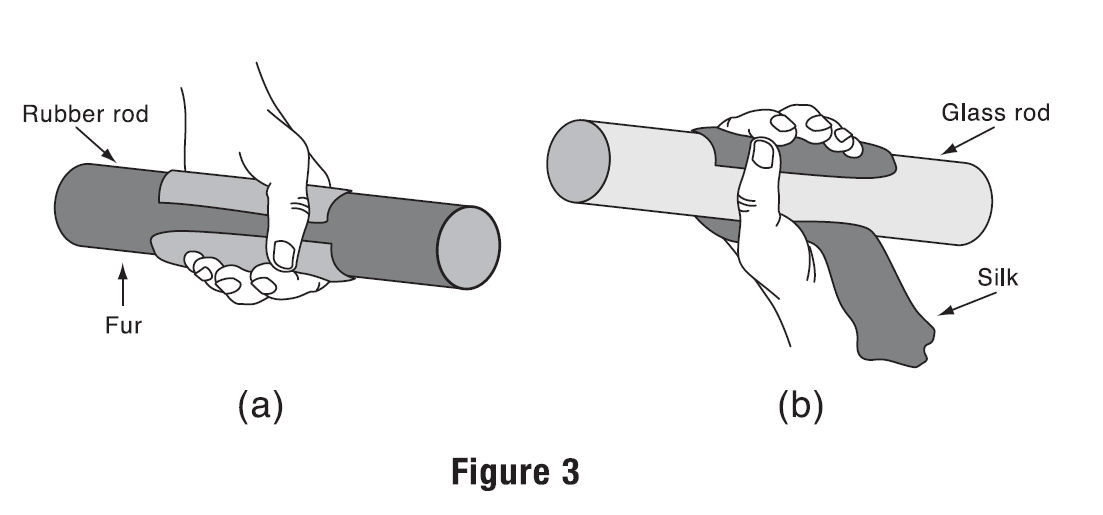 Rubber rod
Fur
(a)
Glass rod
Silk
(b)
Figure 3